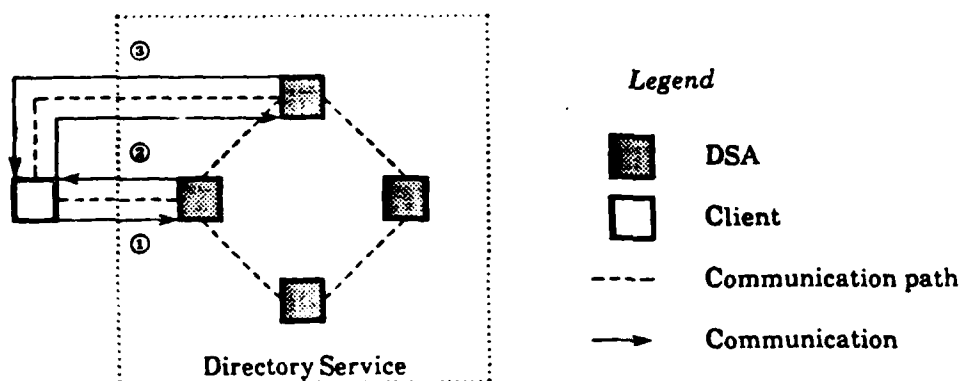 ③
②
①
Directory Service
Legend
DSA
Client
Communication path
Communication